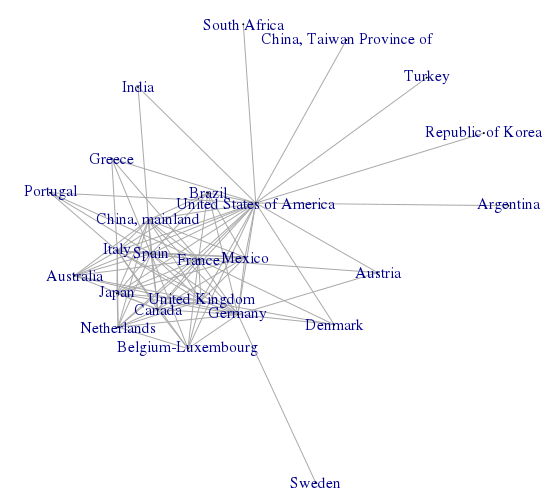 South Africa
China, Taiwan Province of
Turkey
India
Republic of Korea
Greece
Portugal
Brazil
United States of America
Argentina
China, mainland
Italy
Spain
France
Mexico
Australia
Austria
Japan
United Kingdom
Canada
Germany
Netherlands
Denmark
Belgium-Luxembourg
Sweden